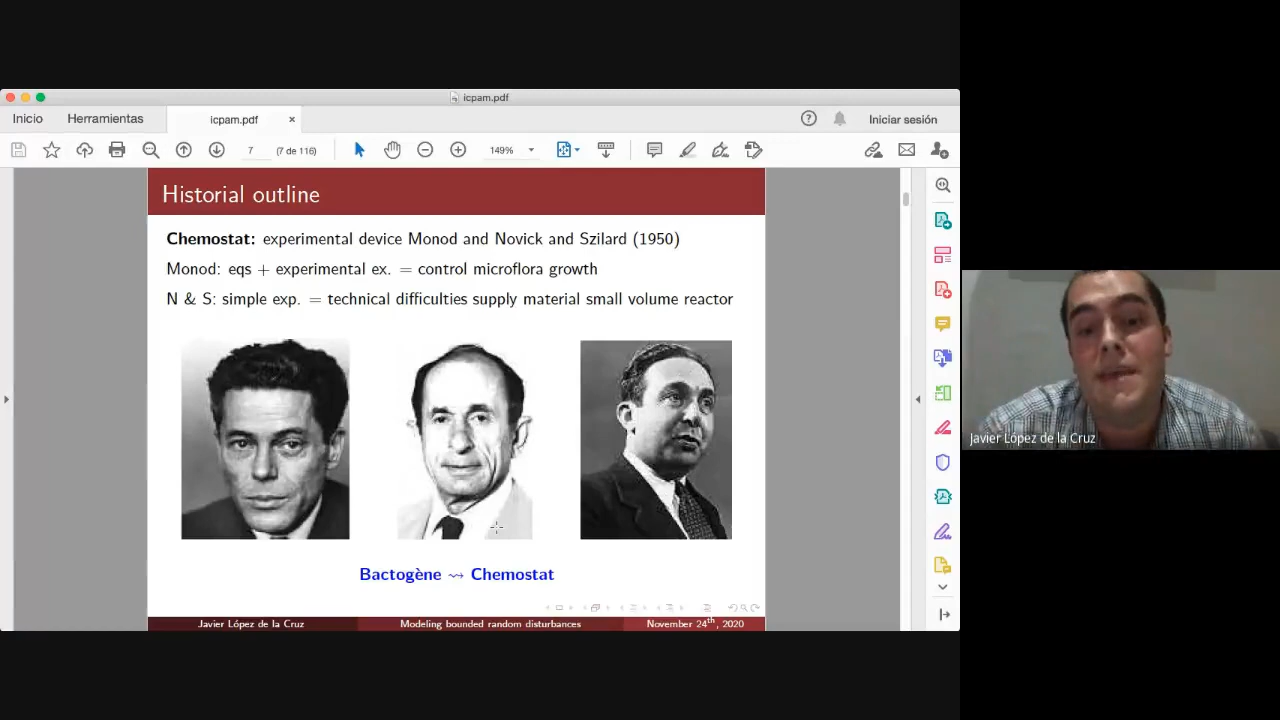 icpam.pdf
Inicio
Herramientas
icpam.pdf
×
Iniciar sesión
7
(7 de 116)
149%
Historial outline
Chemostat: experimental device Monod and Novick and Szilard (1950)
Monod: eqs + experimental ex. = control microflora growth
N & S: simple exp. = technical difficulties supply material small volume reactor
Bactogène ⇝ Chemostat
Javier López de la Cruz
Modeling bounded random disturbances
November 24th, 2020
Javier López de la Cruz